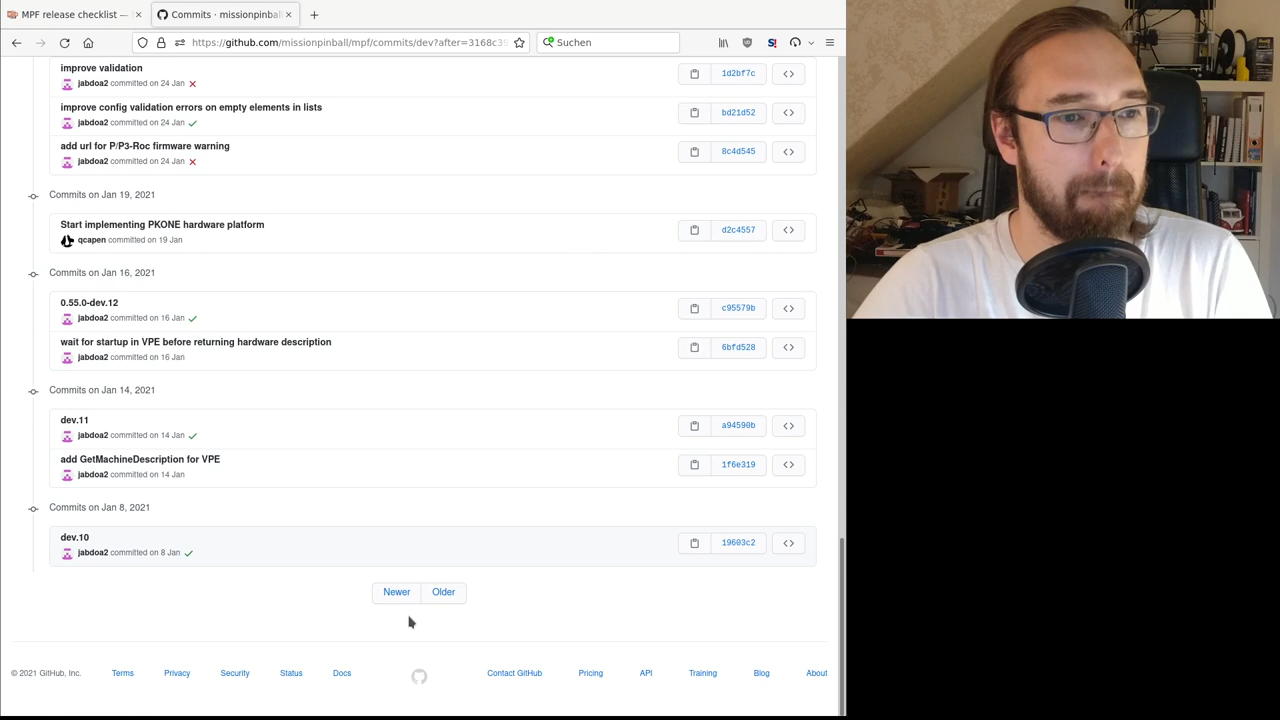 MPF release checklist —
Commits · missionpinbal
https://github.com/missionpinball/mpf/commits/dev?after=3168c39
Suchen
improve validation
jabdoa2 committed on 24 Jan
1d2bf7c
improve config validation errors on empty elements in lists
jabdoa2 committed on 24 Jan
bd21d52
add url for P/P3-Roc firmware warning
jabdoa2 committed on 24 Jan
8c4d545
Commits on Jan 19, 2021
Start implementing PKONE hardware platform
qcapen committed on 19 Jan
d2c4557
Commits on Jan 16, 2021
0.55.0-dev.12
jabdoa2 committed on 16 Jan
c95579b
wait for startup in VPE before returning hardware description
jabdoa2 committed on 16 Jan
6bfd528
Commits on Jan 14, 2021
dev.11
jabdoa2 committed on 14 Jan
a94590b
add GetMachineDescription for VPE
jabdoa2 committed on 14 Jan
1f6e319
Commits on Jan 8, 2021
dev.10
jabdoa2 committed on 8 Jan
19603c2
Newer Older
© 2021 GitHub, Inc. Terms Privacy Security Status Docs Contact GitHub Pricing API Training Blog About